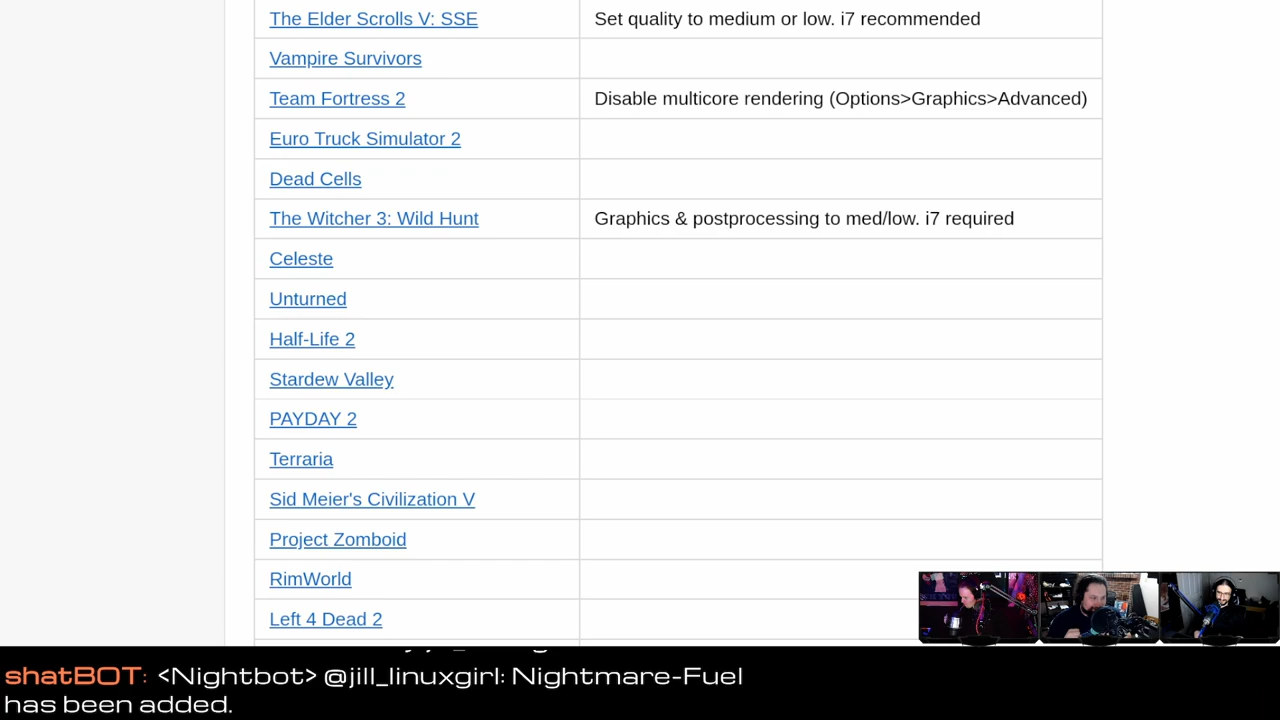 The Elder Scrolls V: SSE Set quality to medium or low. i7 recommended
Vampire Survivors
Team Fortress 2 Disable multicore rendering (Options>Graphics>Advanced)
Euro Truck Simulator 2
Dead Cells
The Witcher 3: Wild Hunt Graphics & postprocessing to med/low. i7 required
Celeste
Unturned
Half-Life 2
Stardew Valley
PAYDAY 2
Terraria
Sid Meier's Civilization V
Project Zomboid
RimWorld
Left 4 Dead 2
shatBOT: <Nightbot> @jill_linuxgirl: Nightmare-Fuel
has been added.